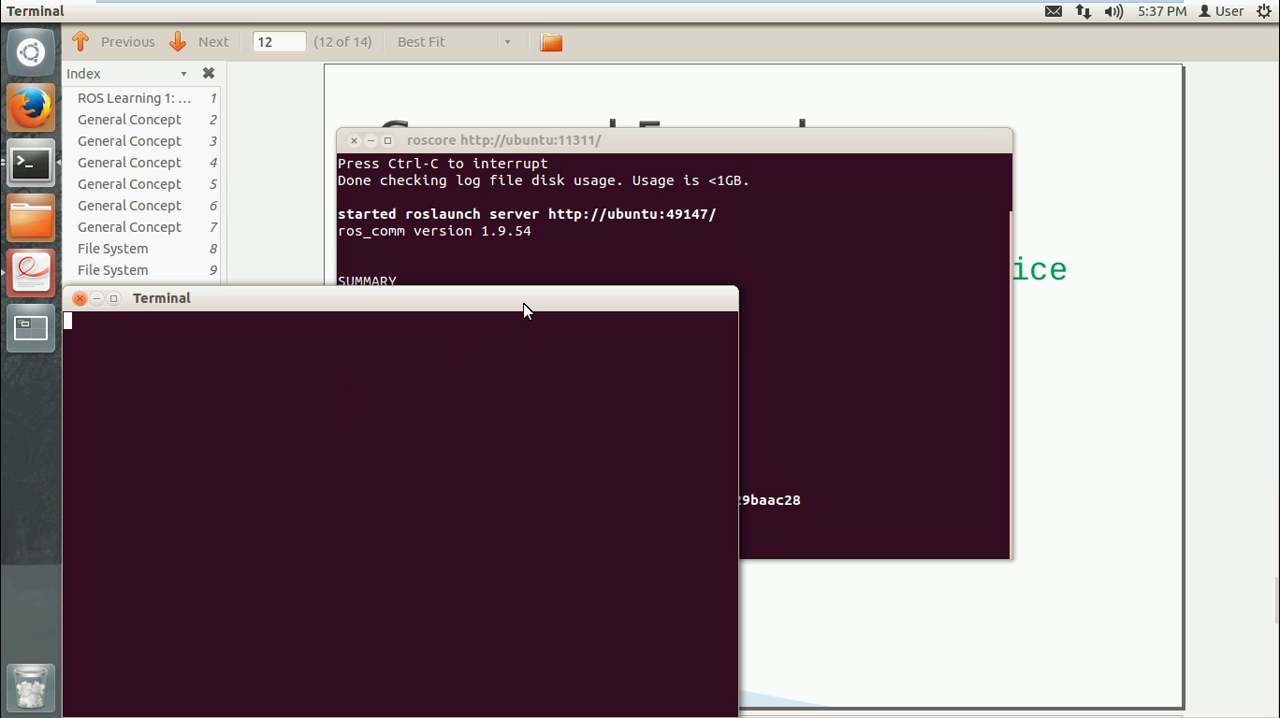 Terminal
5:37 PM User
Previous Next 12 (12 of 14) Best Fit
Index
ROS Learning 1: ... 1
General Concept 2
General Concept 3
General Concept 4
General Concept 5
General Concept 6
General Concept 7
File System 8
File System 9
roscore http://ubuntu:11311/
Press Ctrl-C to interrupt
Done checking log file disk usage. Usage is <1GB.
started roslaunch server http://ubuntu:49147/
ros_comm version 1.9.54
SUMMARY
ice
Terminal
29baac28